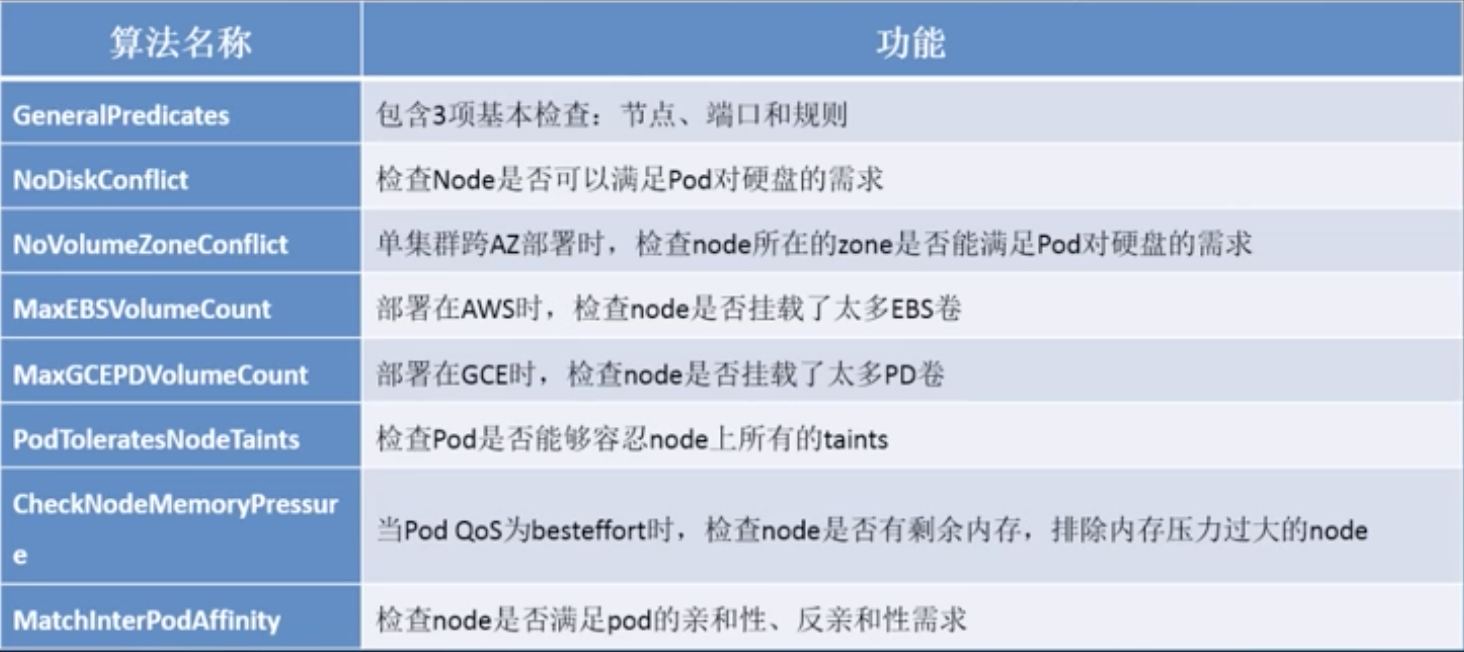 算法名称
功能
GeneralPredicates
包含3项基本检查：节点、端口和规则
NoDiskConflict
检查Node是否可以满足Pod对硬盘的需求
NoVolumeZoneConflict
单集群跨AZ部署时，检查node所在的zone是否能满足Pod对硬盘的需求
MaxEBSVolumeCount
部署在AWS时，检查node是否挂载了太多EBS卷
MaxGCEPDVolumeCount
部署在GCE时，检查node是否挂载了太多PD卷
PodToleratesNodeTaints
检查Pod是否能够容忍node上所有的taints
CheckNodeMemoryPressur
e
当Pod QoS为besteffort时，检查node是否有剩余内存，排除内存压力过大的node
MatchInterPodAffinity
检查node是否满足pod的亲和性、反亲和性需求